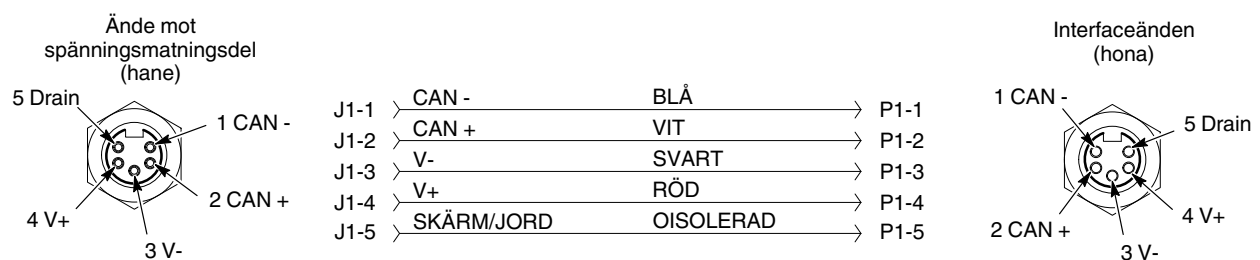 Ände mot
spänningsmatningsdel
(hane)
5 Drain
1 CAN -
2 CAN +
4 V+
3 V-
J1-1 CAN - BLÅ P1-1
J1-2 CAN + VIT P1-2
J1-3 V- SVART P1-3
J1-4 V+ RÖD P1-4
J1-5 SKÄRM/JORD OISOLERAD P1-5
Interfaceänden
(hona)
1 CAN -
5 Drain
2 CAN +
4 V+
3 V-